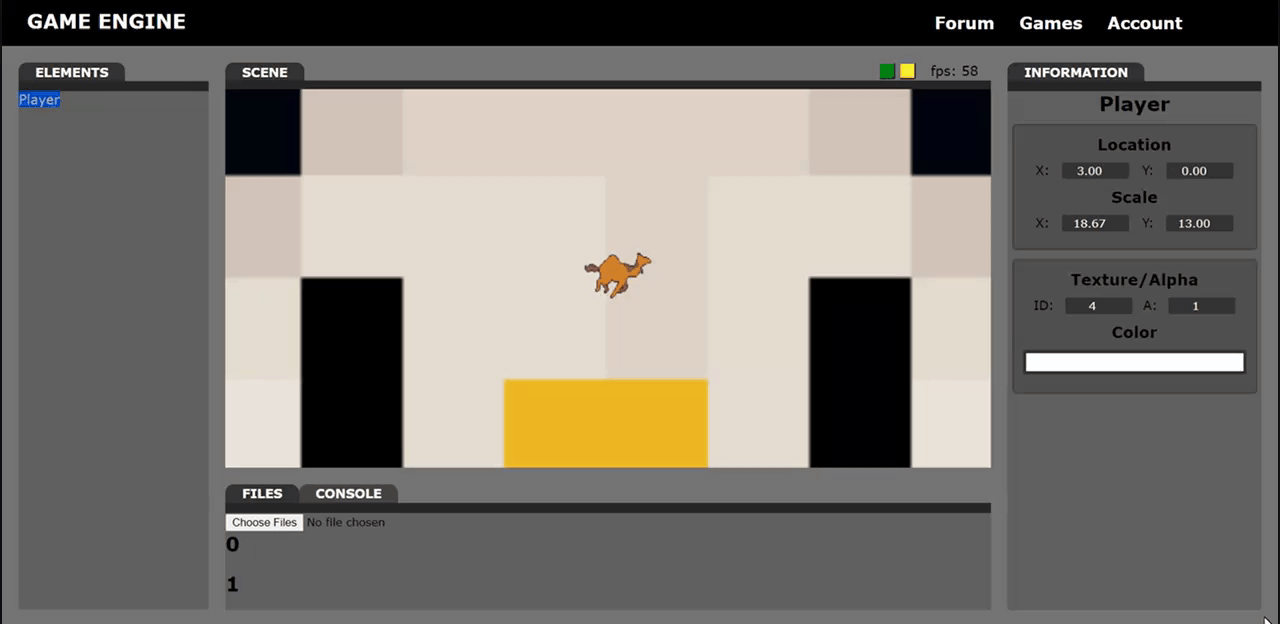 GAME ENGINE
Forum Games Account
ELEMENTS
Player
SCENE
fps: 58
FILES CONSOLE
Choose Files No file chosen
0
1
INFORMATION
Player
Location
X: 3.00 Y: 0.00
Scale
X: 18.67 Y: 13.00
Texture/Alpha
ID: 4 A: 1
Color